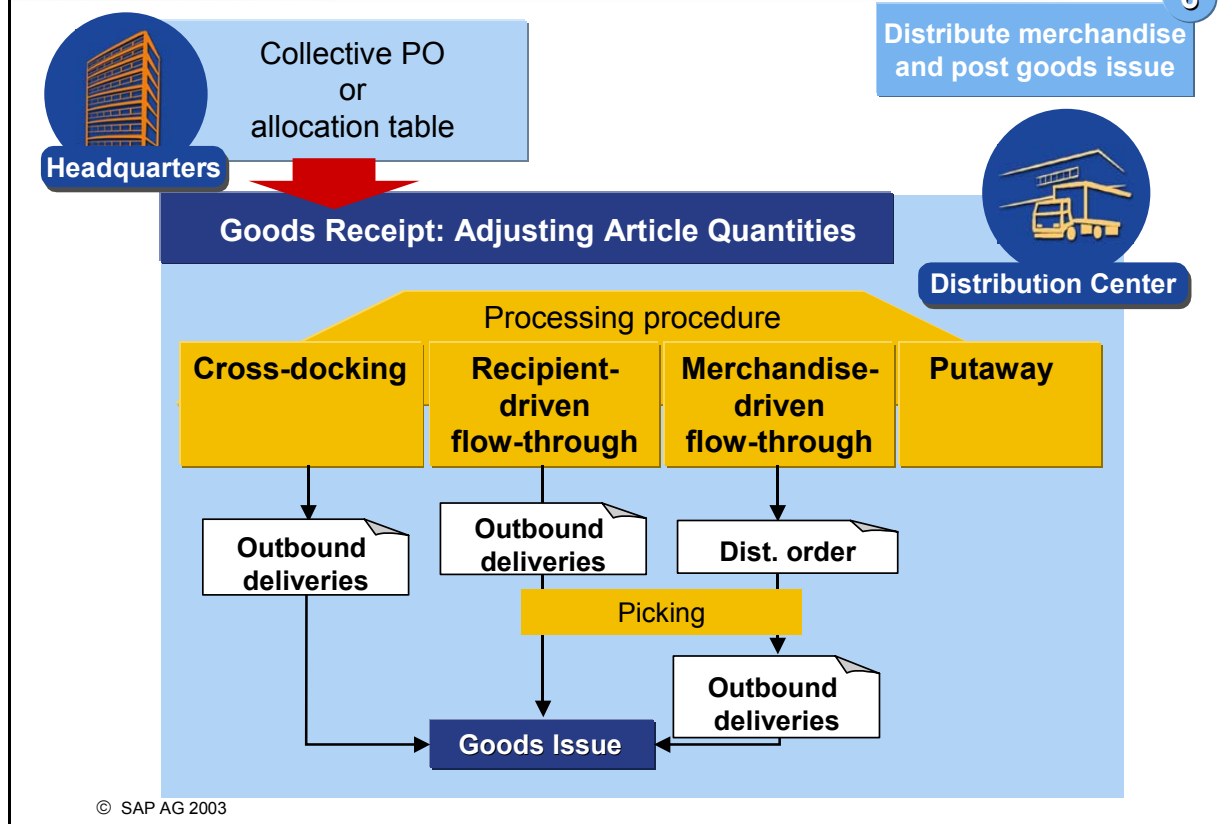 Collective PO
or
allocation table
Headquarters
Distribute merchandise
and post goods issue
Goods Receipt: Adjusting Article Quantities
Distribution Center
Processing procedure
Cross-docking
Recipient-
driven
flow-through
Merchandise-
driven
flow-through
Putaway
Outbound
deliveries
Outbound
deliveries
Dist. order
Picking
Outbound
deliveries
Goods Issue
© SAP AG 2003